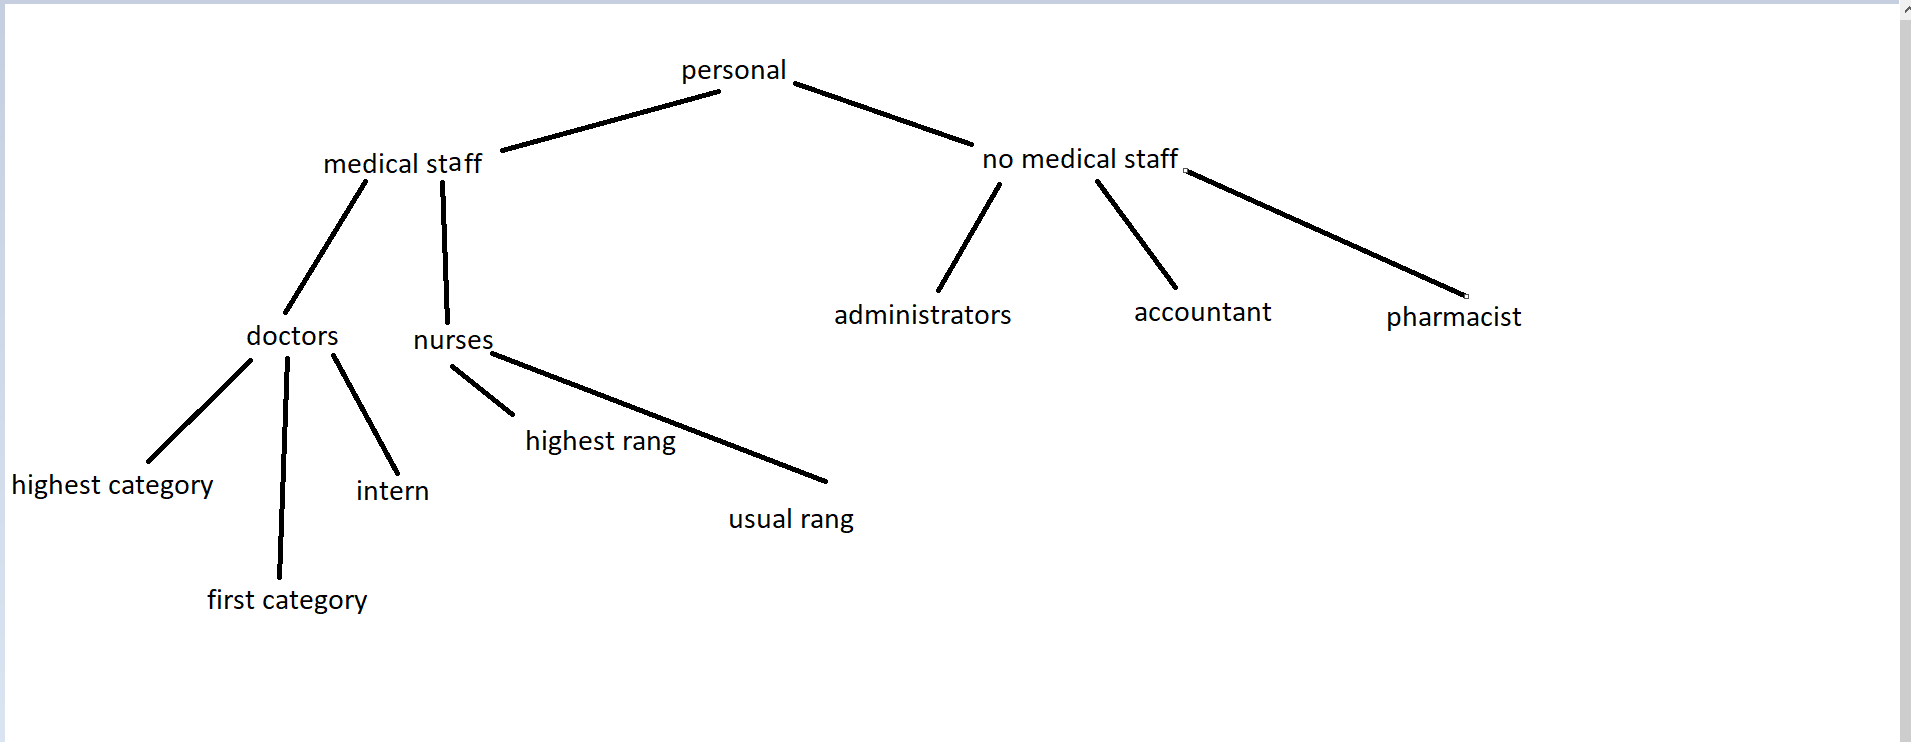 personal
medical staff
no medical staff
doctors
nurses
administrators
accountant
pharmacist
highest category
first category
intern
highest rang
usual rang